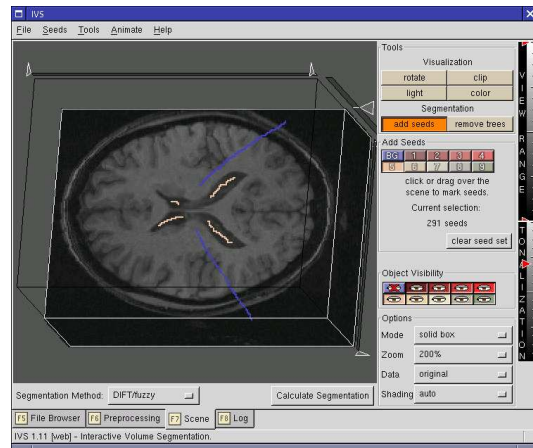 IVS
File Seeds Tools Animate Help
Tools
Visualization
rotate clip
light color
Segmentation
add seeds remove trees
Add Seeds
BG 1 2 3 4
5 6 7 8 9
click or drag over the
scene to mark seeds.
Current selection:
291 seeds
clear seed set
Object Visibility
Options
Mode solid box
Zoom 200%
Data original
Shading auto
VIEW RANGE
TONALIZATION
Segmentation Method: DIFT/fuzzy Calculate Segmentation
F5 File Browser F6 Preprocessing F7 Scene F8 Log
IVS 1.11 [web] - Interactive Volume Segmentation.